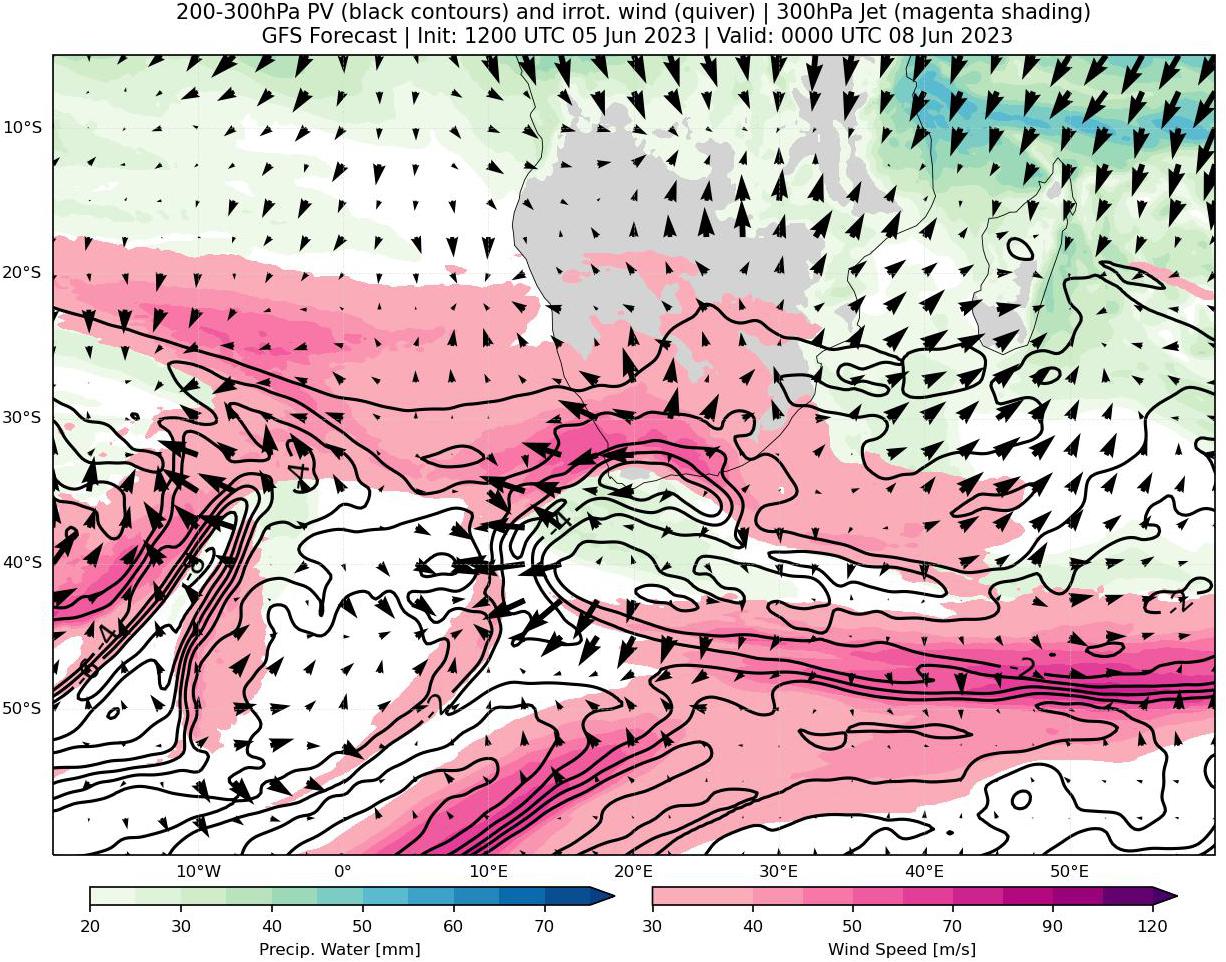 200-300hPa PV (black contours) and irrot. wind (quiver) | 300hPa Jet (magenta shading)
GFS Forecast | Init: 1200 UTC 05 Jun 2023 | Valid: 0000 UTC 08 Jun 2023
10°S
20°S
30°S
40°S
50°S
-2
-4
-8
-4
-6
-2
-2
-2
10°W 0° 10°E 20°E 30°E 40°E 50°E
20 30 40 50 60 70
Precip. Water [mm]
30 40 50 70 90 120
Wind Speed [m/s]